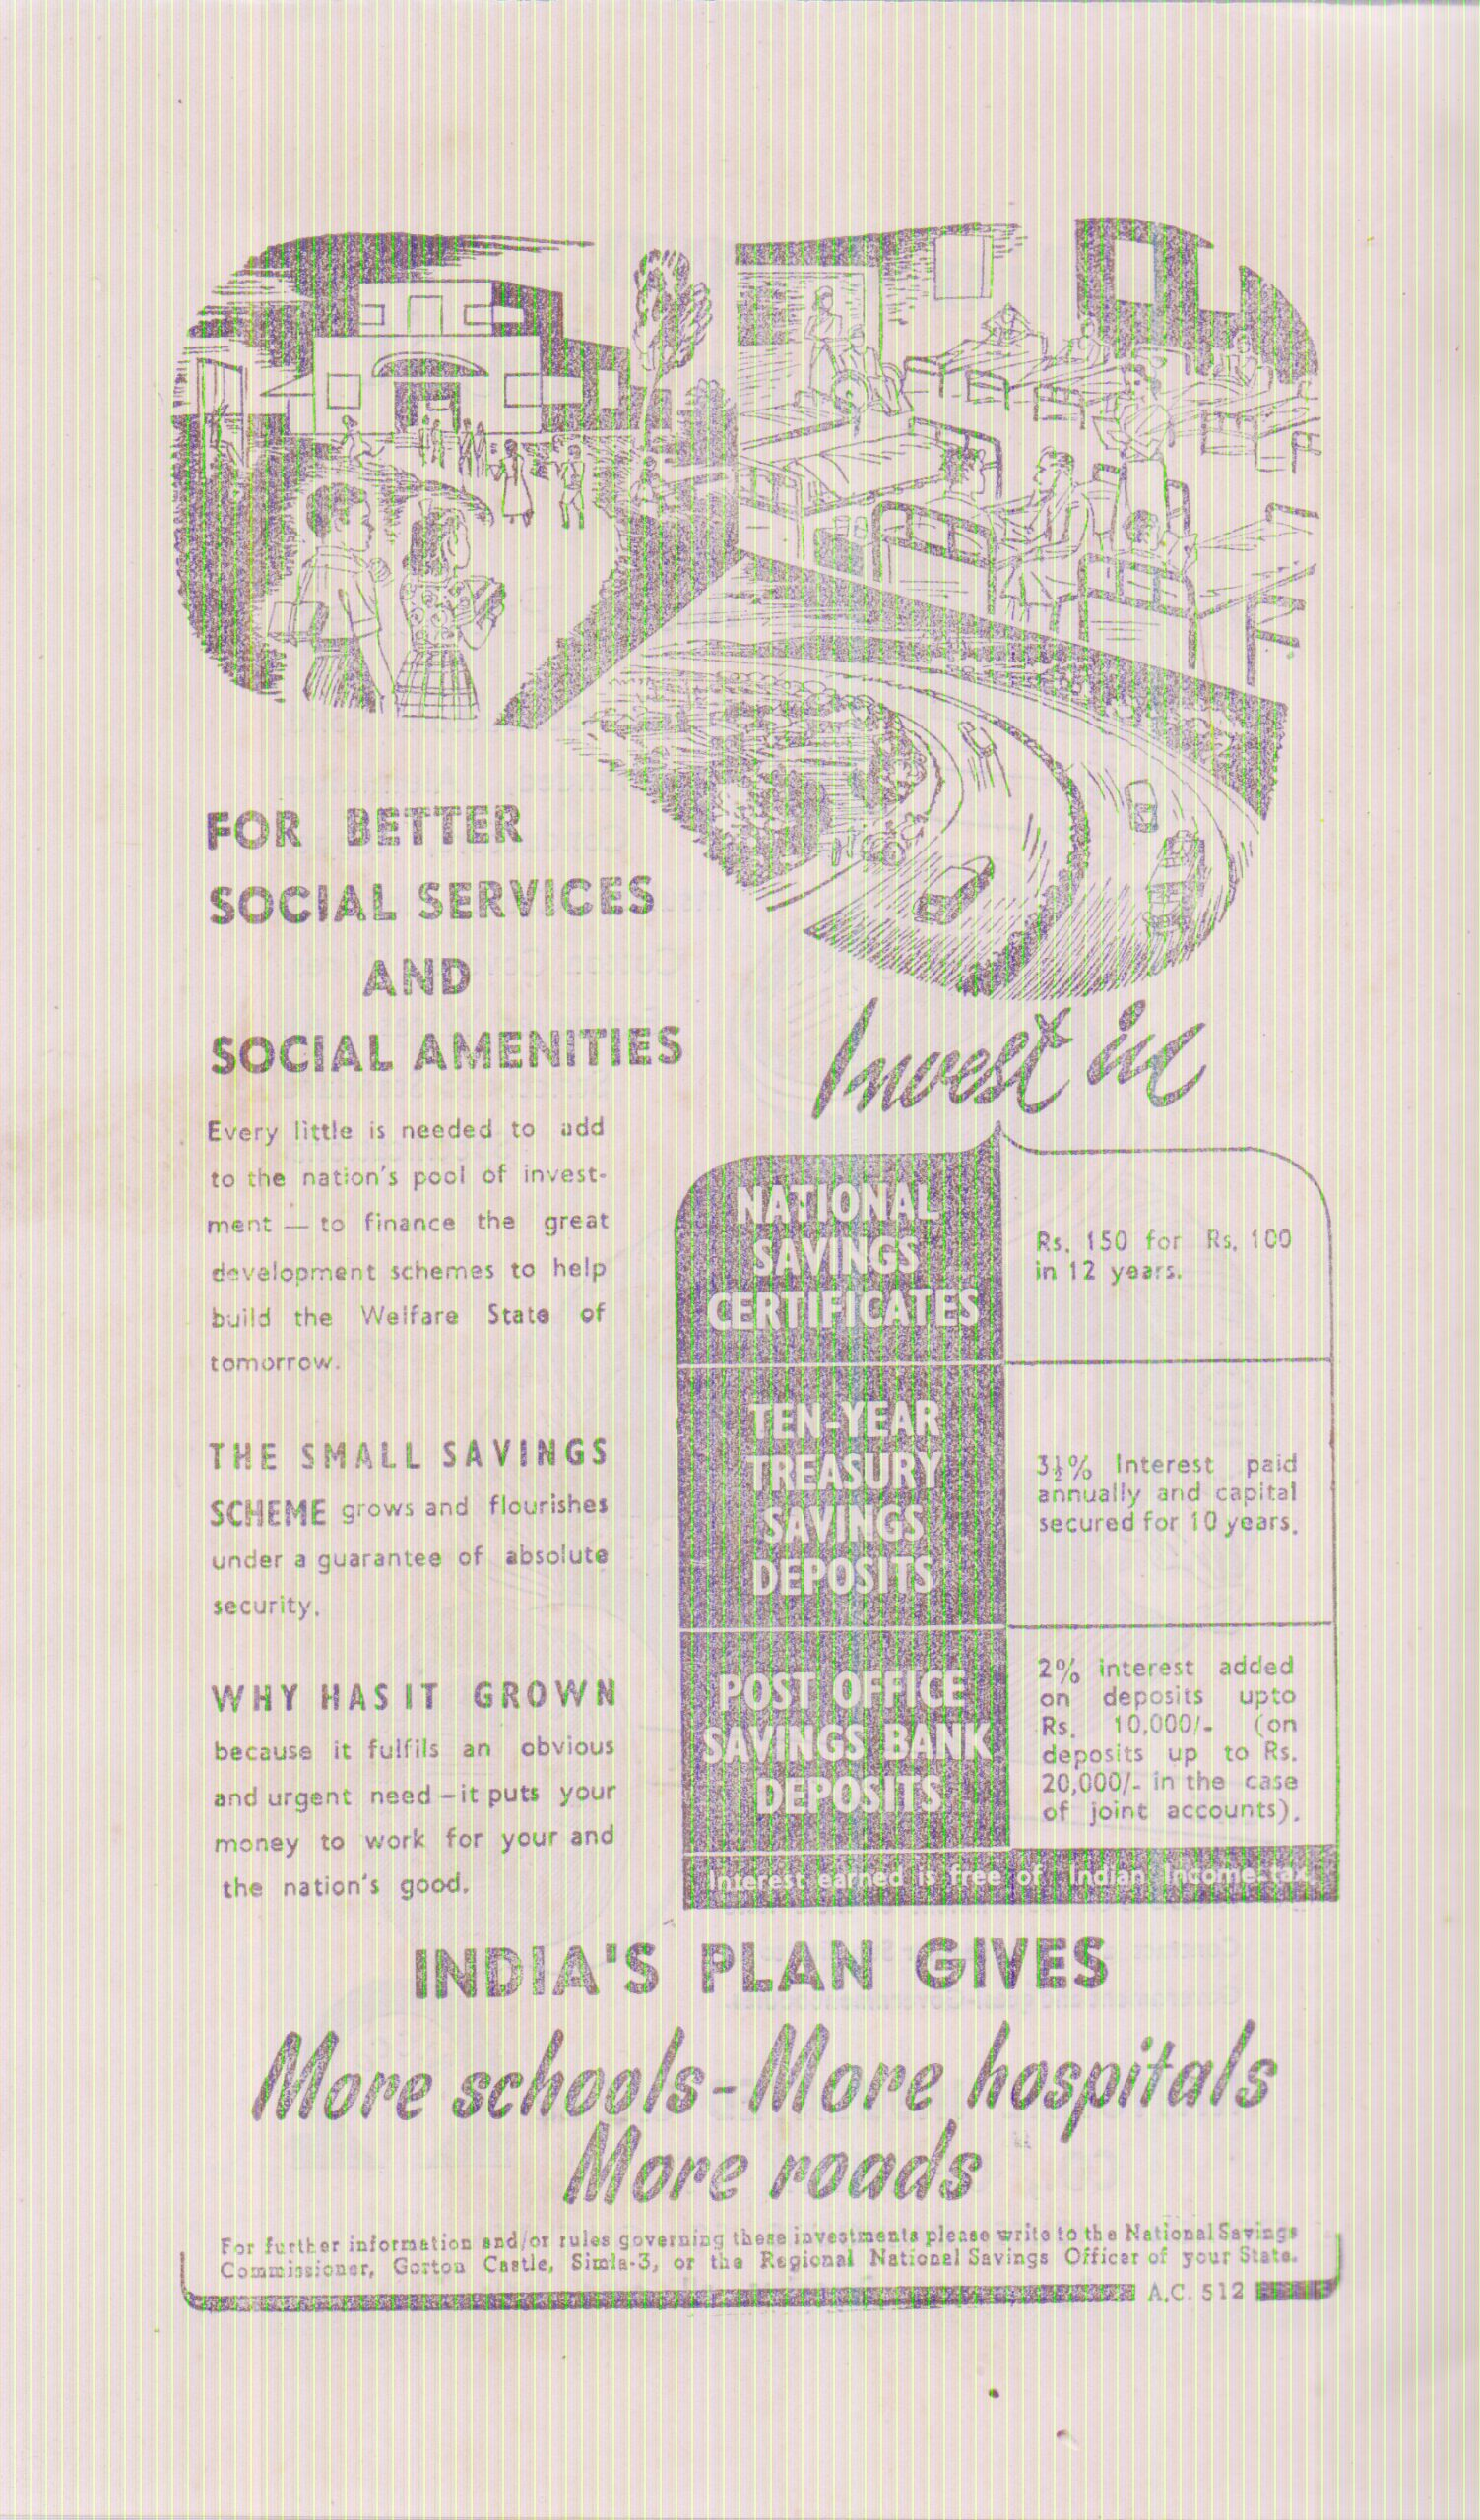 FOR BETTER
SOCIAL SERVICES
AND
SOCIAL AMENITIES
Every little is needed to add
to the nation's pool of invest-
ment — to finance the great
development schemes to help
build the Welfare State of
tomorrow.
THE SMALL SAVINGS
SCHEME grows and flourishes
under a guarantee of absolute
security.
WHY HAS IT GROWN
because it fulfils an obvious
and urgent need — it puts your
money to work for your and
the nation's good.
Invest in
NATIONAL
SAVINGS
CERTIFICATES
Rs. 150 for Rs. 100
in 12 years.
TEN-YEAR
TREASURY
SAVINGS
DEPOSITS
3½% Interest paid
annually and capital
secured for 10 years.
POST OFFICE
SAVINGS BANK
DEPOSITS
2% interest added
on deposits upto
Rs. 10,000/- (on
deposits up to Rs.
20,000/- in the case
of joint accounts).
Interest earned is free of Indian Income-tax
INDIA'S PLAN GIVES
More schools - More hospitals
More roads
For further information and/or rules governing these investments please write to the National Savings
Commissioner, Gorton Castle, Simla-3, or the Regional National Savings Officer of your State.
A.C. 512